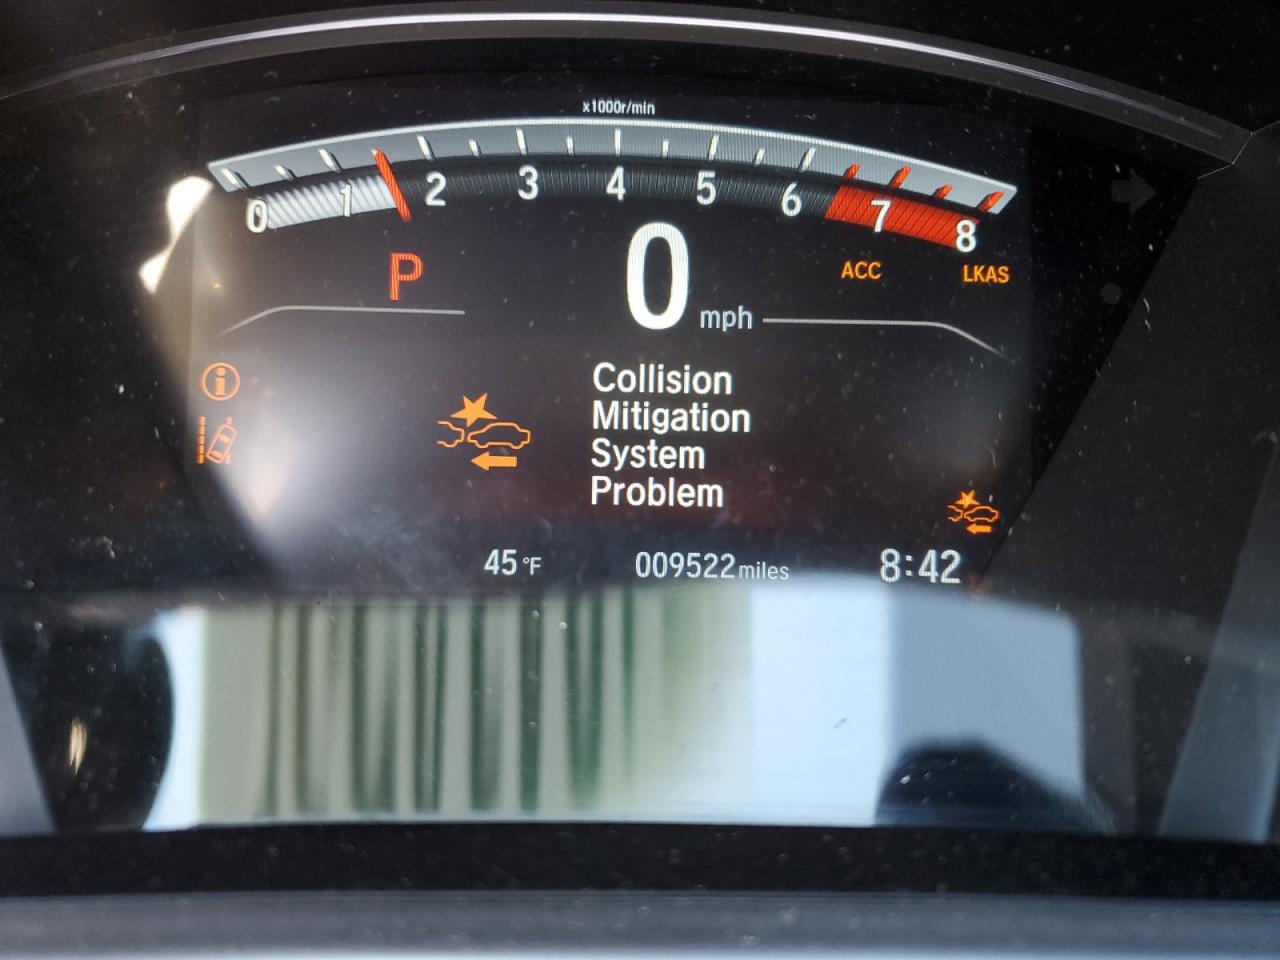 x1000r/min
0 1 2 3 4 5 6 7 8
P 0 mph ACC LKAS
Collision
Mitigation
System
Problem
45 °F 009522 miles 8:42